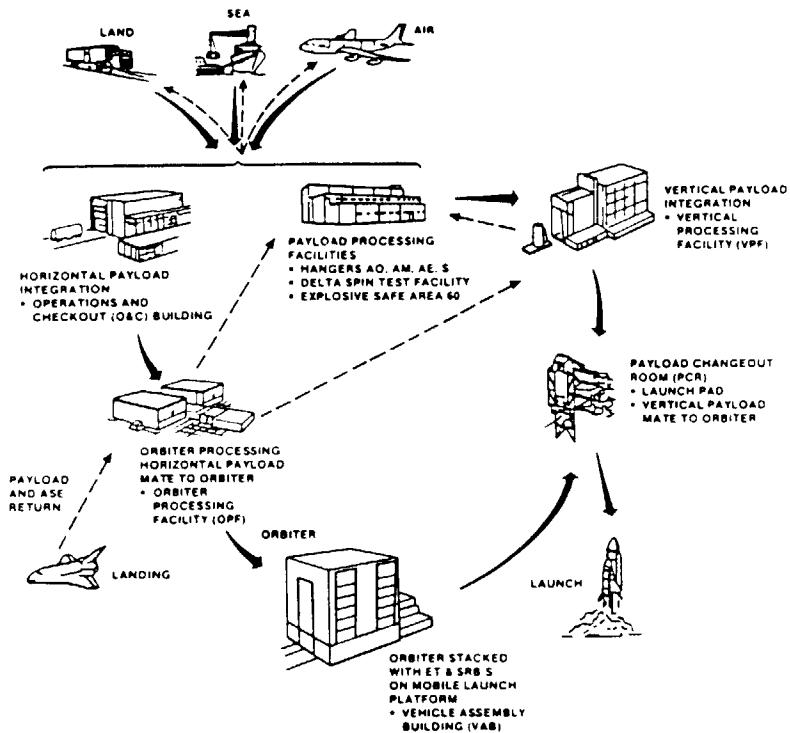 LAND
SEA
AIR
VERTICAL PAYLOAD
INTEGRATION
• VERTICAL
PROCESSING
FACILITY (VPF)
HORIZONTAL PAYLOAD
INTEGRATION
• OPERATIONS AND
CHECKOUT (O&C) BUILDING
PAYLOAD PROCESSING
FACILITIES
• HANGERS AO, AM, AE, S
• DELTA SPIN TEST FACILITY
• EXPLOSIVE SAFE AREA 60
PAYLOAD CHANGEOUT
ROOM (PCR)
• LAUNCH PAD
• VERTICAL PAYLOAD
MATE TO ORBITER
ORBITER PROCESSING
HORIZONTAL PAYLOAD
MATE TO ORBITER
• ORBITER
PROCESSING
FACILITY (OPF)
PAYLOAD
AND ASE
RETURN
LANDING
ORBITER
LAUNCH
ORBITER STACKED
WITH ET & SRB S
ON MOBILE LAUNCH
PLATFORM
• VEHICLE ASSEMBLY
BUILDING (VAB)